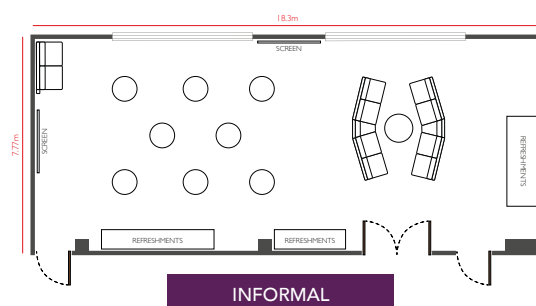 18.3m
SCREEN
7.77m
SCREEN
REFRESHMENTS
REFRESHMENTS
REFRESHMENTS
INFORMAL